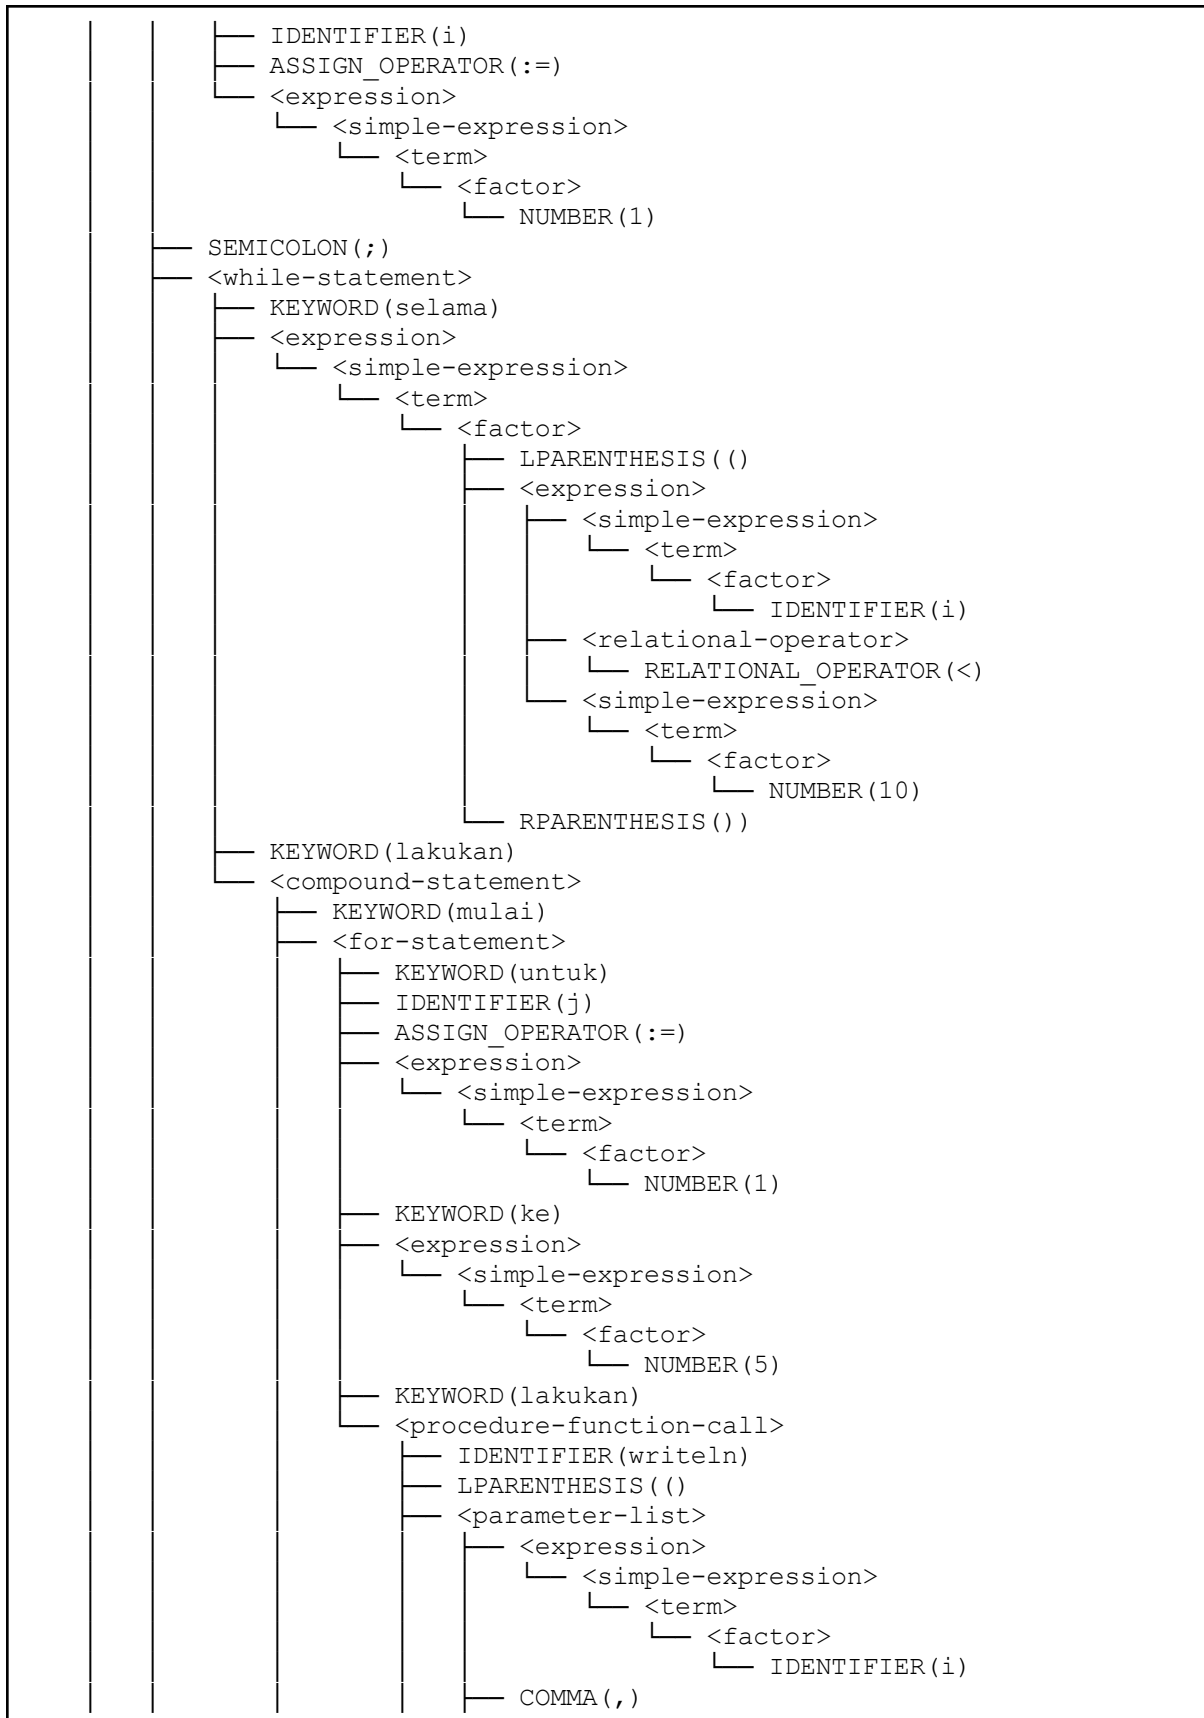 IDENTIFIER(i)
ASSIGN_OPERATOR(:=)
<expression>
<simple-expression>
<term>
<factor>
NUMBER(1)
SEMICOLON(;)
<while-statement>
KEYWORD(selama)
<expression>
<simple-expression>
<term>
<factor>
LPARENTHESIS(()
<expression>
<simple-expression>
<term>
<factor>
IDENTIFIER(i)
<relational-operator>
RELATIONAL_OPERATOR(<)
<simple-expression>
<term>
<factor>
NUMBER(10)
RPARENTHESIS())
KEYWORD(lakukan)
<compound-statement>
KEYWORD(mulai)
<for-statement>
KEYWORD(untuk)
IDENTIFIER(j)
ASSIGN_OPERATOR(:=)
<expression>
<simple-expression>
<term>
<factor>
NUMBER(1)
KEYWORD(ke)
<expression>
<simple-expression>
<term>
<factor>
NUMBER(5)
KEYWORD(lakukan)
<procedure-function-call>
IDENTIFIER(writeln)
LPARENTHESIS(()
<parameter-list>
<expression>
<simple-expression>
<term>
<factor>
IDENTIFIER(i)
COMMA(,)